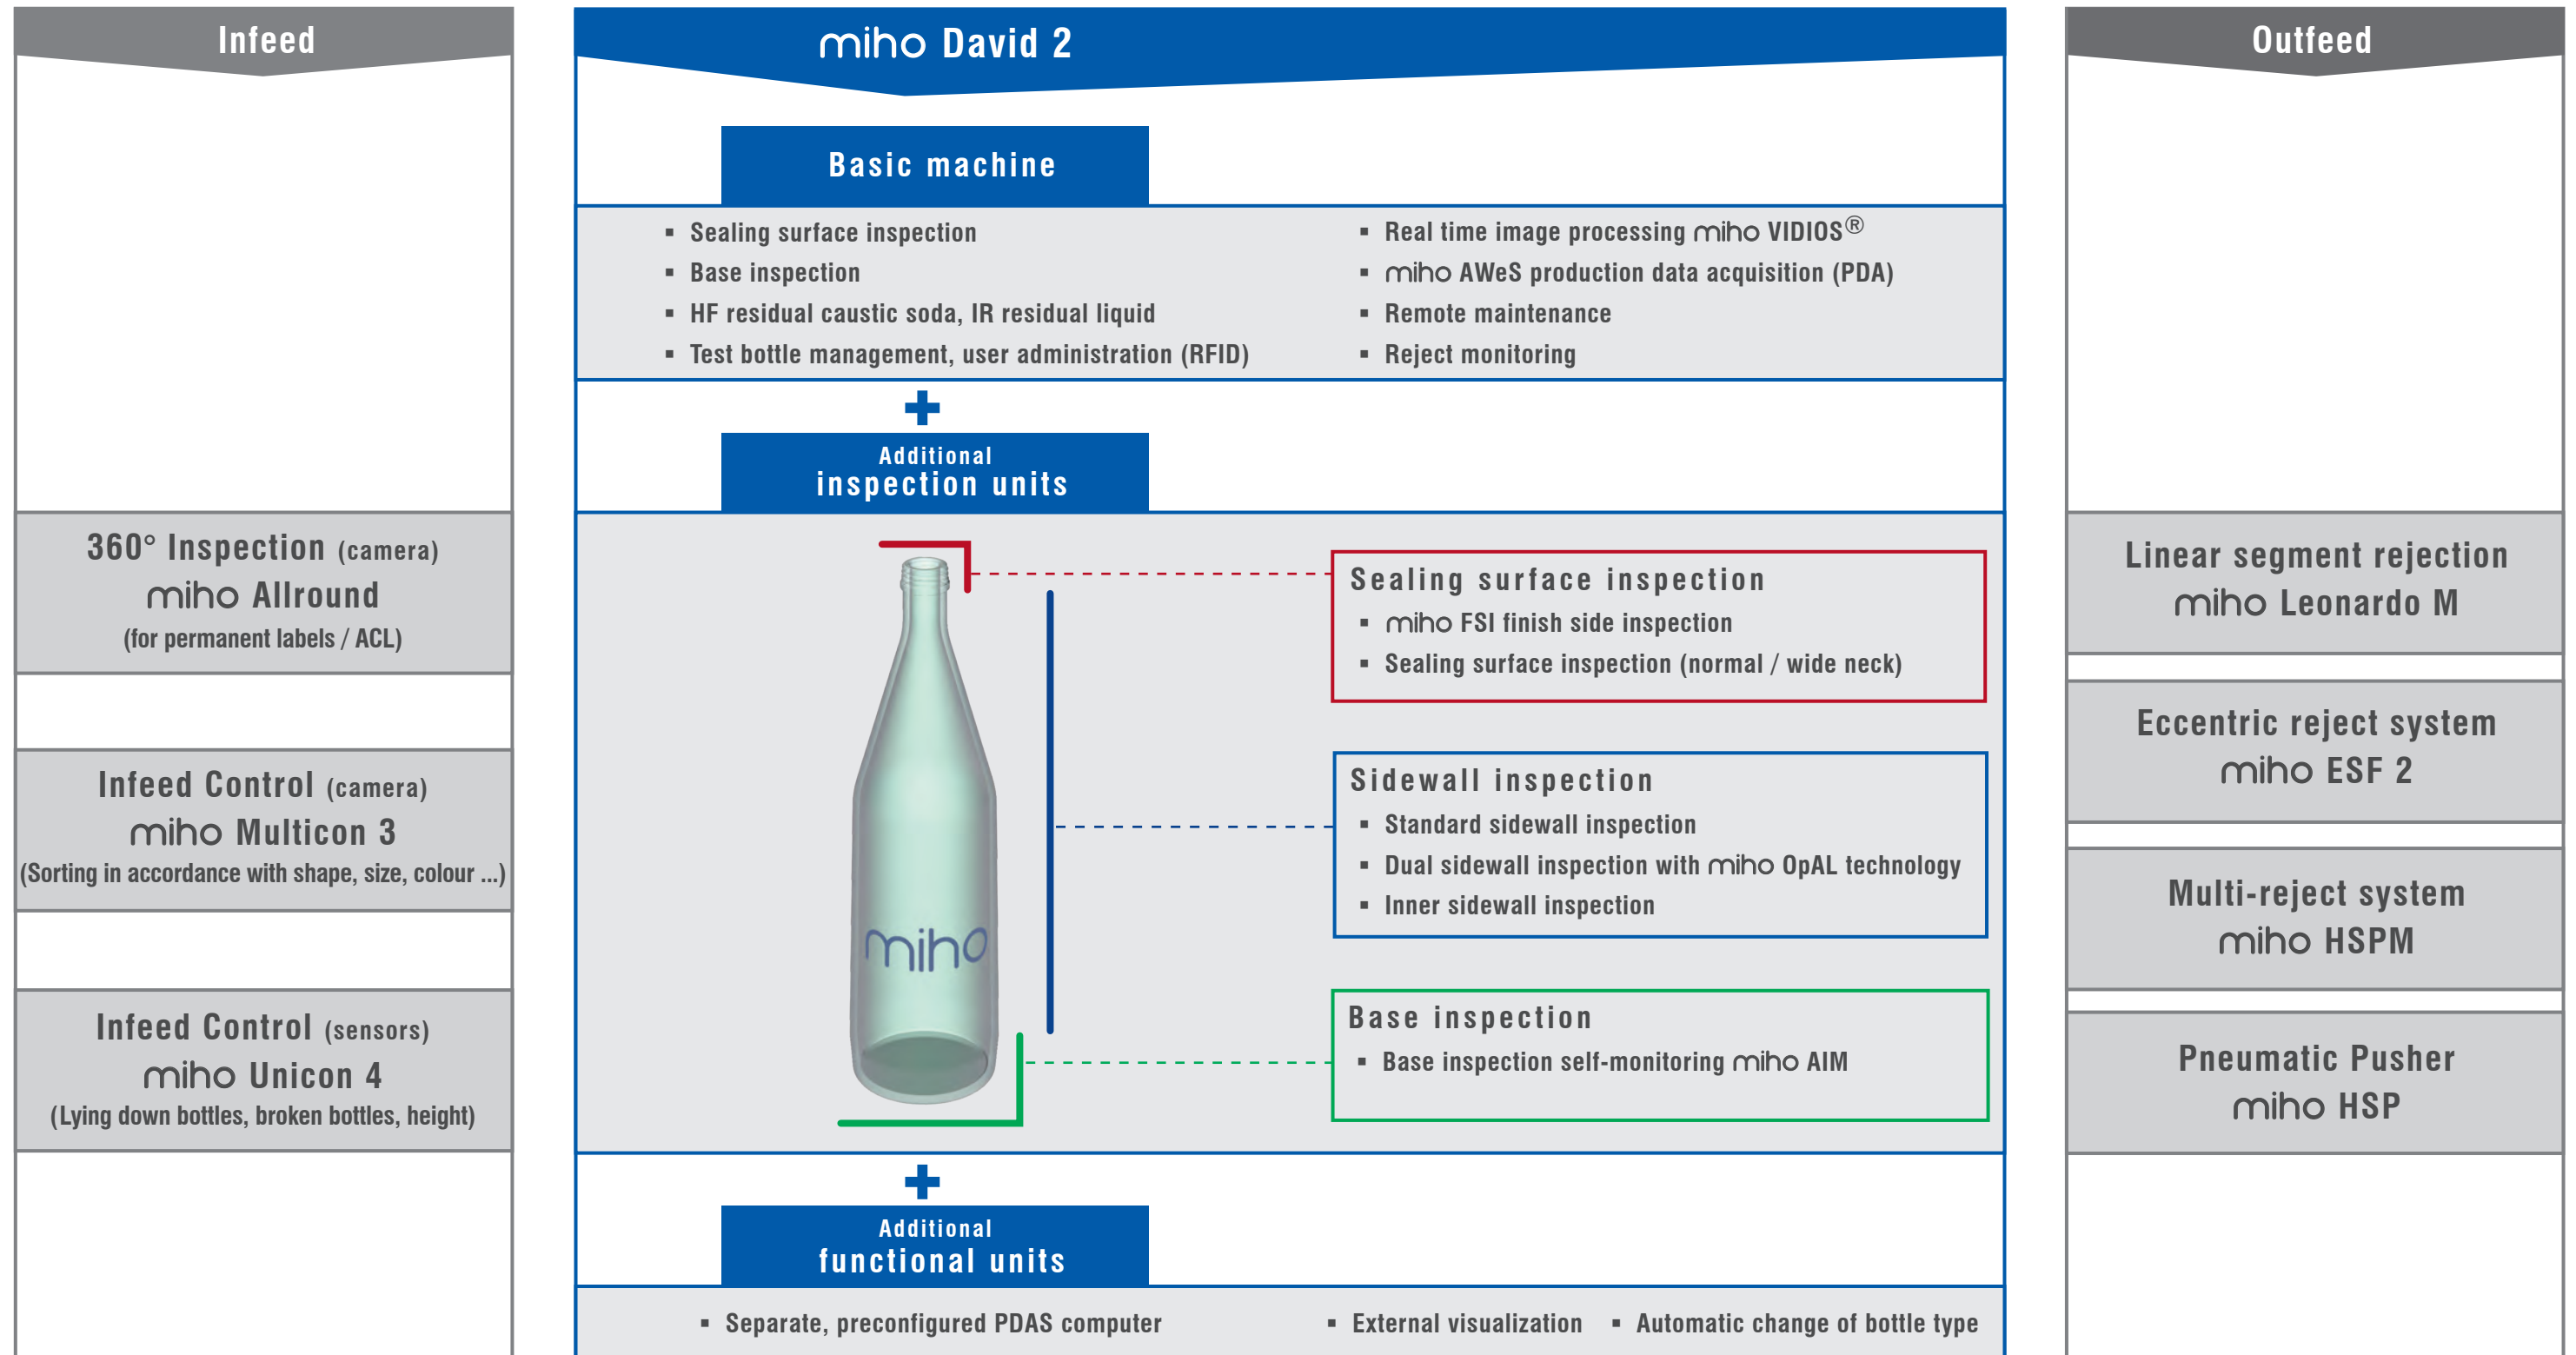 Infeed
360° Inspection (camera)
miho Allround
(for permanent labels / ACL)
Infeed Control (camera)
miho Multicon 3
(Sorting in accordance with shape, size, colour ...)
Infeed Control (sensors)
miho Unicon 4
(Lying down bottles, broken bottles, height)
miho David 2
Basic machine
▪ Sealing surface inspection
▪ Base inspection
▪ HF residual caustic soda, IR residual liquid
▪ Test bottle management, user administration (RFID)
▪ Real time image processing miho VIDIOS®
▪ miho AWeS production data acquisition (PDA)
▪ Remote maintenance
▪ Reject monitoring
+
Additional
inspection units
miho
Sealing surface inspection
▪ miho FSI finish side inspection
▪ Sealing surface inspection (normal / wide neck)
Sidewall inspection
▪ Standard sidewall inspection
▪ Dual sidewall inspection with miho OpAL technology
▪ Inner sidewall inspection
Base inspection
▪ Base inspection self-monitoring miho AIM
+
Additional
functional units
▪ Separate, preconfigured PDAS computer
▪ External visualization
▪ Automatic change of bottle type
Outfeed
Linear segment rejection
miho Leonardo M
Eccentric reject system
miho ESF 2
Multi-reject system
miho HSPM
Pneumatic Pusher
miho HSP